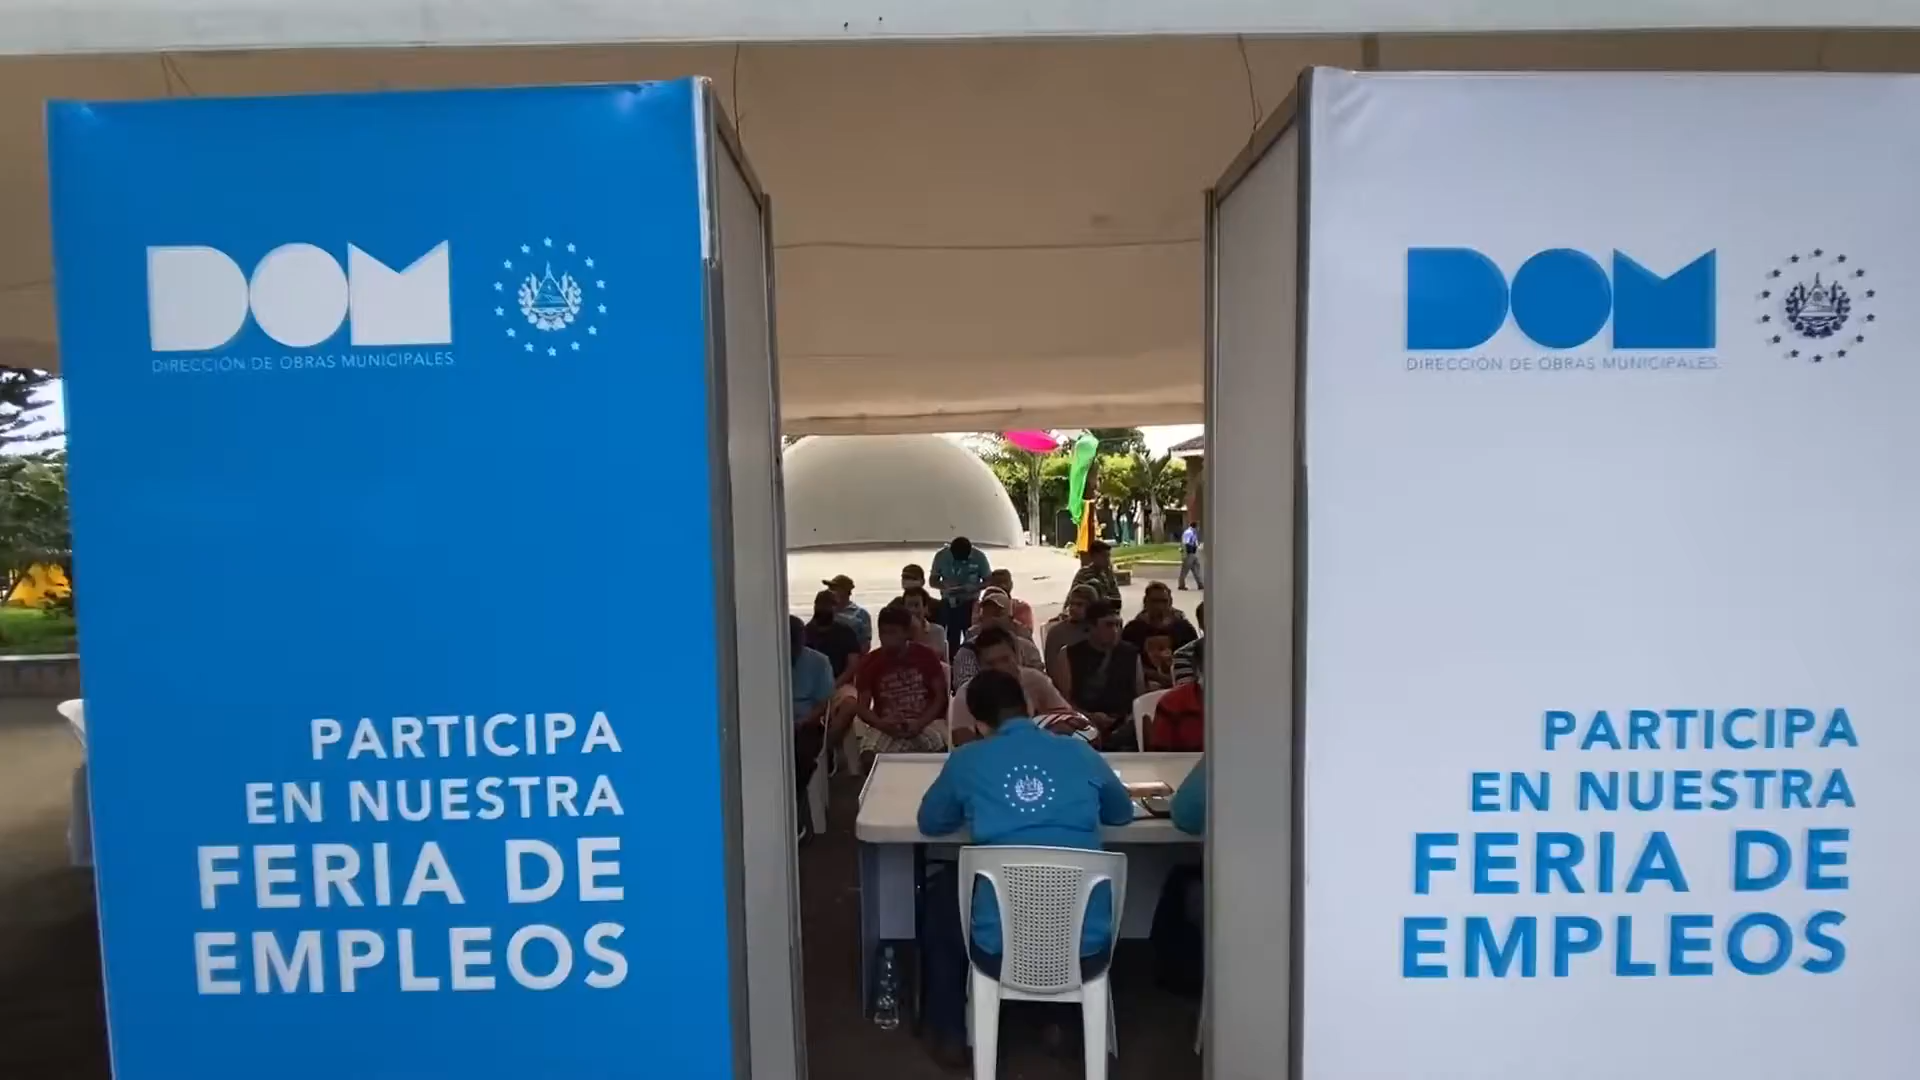 DOM
DIRECCIÓN DE OBRAS MUNICIPALES
PARTICIPA
EN NUESTRA
FERIA DE
EMPLEOS
DOM
DIRECCIÓN DE OBRAS MUNICIPALES
PARTICIPA
EN NUESTRA
FERIA DE
EMPLEOS